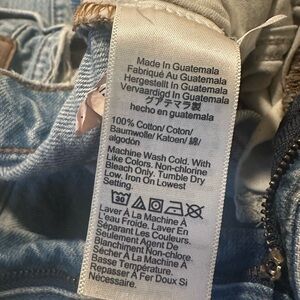 Made In Guatemala
Fabriqué Au Guatemala
Hergestellt In Guatemala
Vervaardigd In Guatemala
グアテマラ製
hecho en guatemala
100% Cotton/ Coton/
Baumwolle/ Katoen/ 綿/
algodón
Machine Wash Cold. With
Like Colors. Non-chlorine
Bleach Only. Tumble Dry
Low. Iron On Lowest
Setting.
30
Laver À La Machine À
Eau Froide. Laver En
Séparant Les Couleurs.
Seulement Agent De
Blanchiment Non-chlore.
Sécher À La Machine À
Basse Température.
Repasser À Fer Doux Si
Nécessaire.